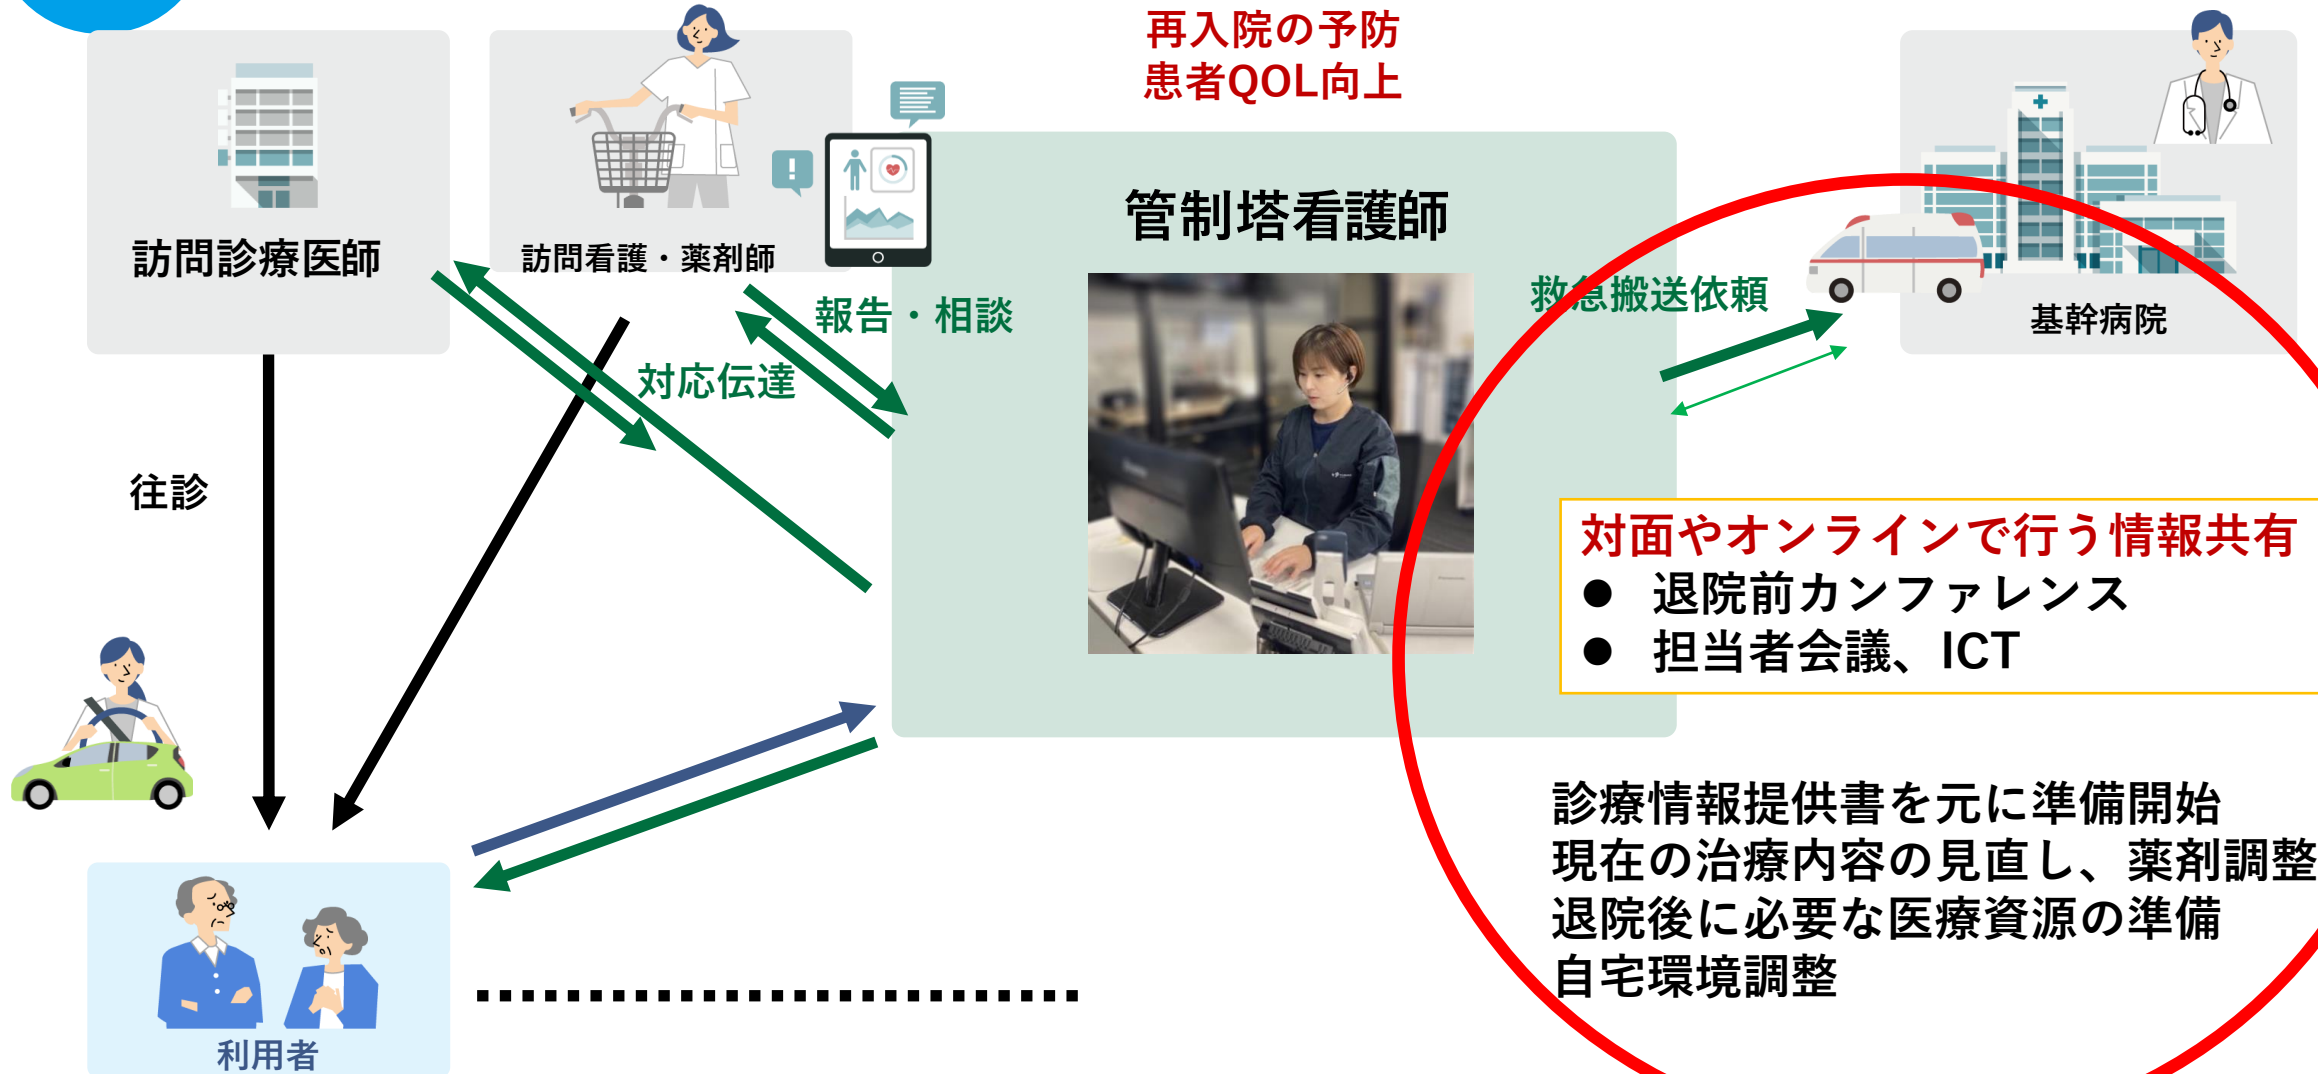 再入院の予防
患者QOL向上
管制塔看護師
訪問診療医師
訪問看護・薬剤師
報告・相談
対応伝達
救急搬送依頼
基幹病院
往診
対面やオンラインで行う情報共有
● 退院前カンファレンス
● 担当者会議、ICT
診療情報提供書を元に準備開始
現在の治療内容の見直し、薬剤調整
退院後に必要な医療資源の準備
自宅環境調整
利用者